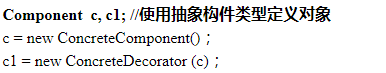 Component  c, c1; //使用抽象构件类型定义对象
c = new ConcreteComponent()；
c1 = new ConcreteDecorator (c)；